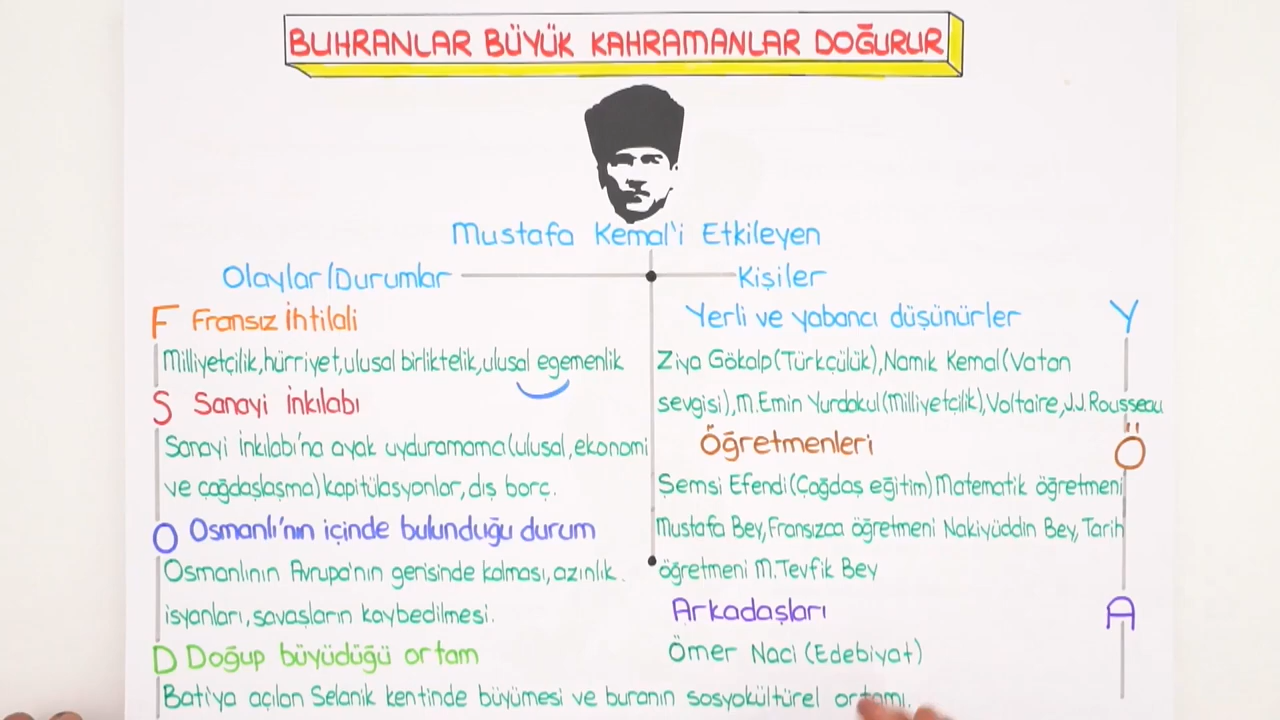 BUHRANLAR BÜYÜK KAHRAMANLAR DOĞURUR
Mustafa Kemal'i Etkileyen
Olaylar/Durumlar
F Fransız İhtilali
Milliyetçilik,hürriyet,ulusal birliktelik,ulusal egemenlik
S Sanayi İnkılabı
Sanayi İnkılabı'na ayak uyduramama(ulusal,ekonomi
ve çağdaşlaşma)kapitülasyonlar,dış borç.
O Osmanlı'nın içinde bulunduğu durum
Osmanlının Avrupa'nın gerisinde kalması,azınlık
isyanları,savaşların kaybedilmesi.
D Doğup büyüdüğü ortam
Batı'ya açılan Selanik kentinde büyümesi ve buranın sosyokültürel ortamı.
Kişiler
Yerli ve yabancı düşünürler Y
Ziya Gökalp(Türkçülük),Namık Kemal(Vatan
sevgisi),M.Emin Yurdakul(Milliyetçilik),Voltaire,J.J.Rousseau
Öğretmenleri Ö
Şemsi Efendi(Çağdaş eğitim)Matematik öğretmeni
Mustafa Bey,Fransızca öğretmeni Nakiyüddin Bey,Tarih
öğretmeni M.Tevfik Bey
Arkadaşları A
Ömer Naci (Edebiyat)